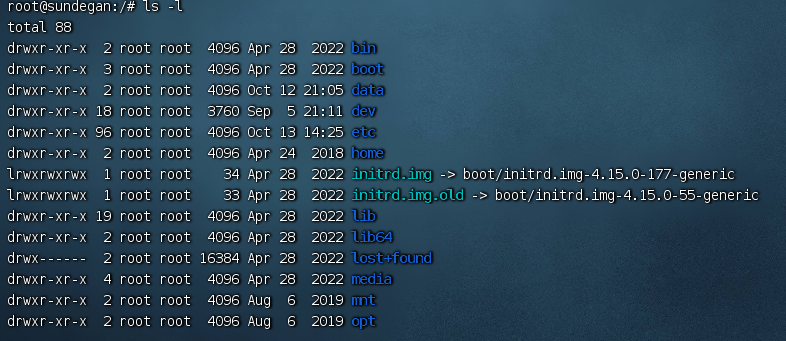 root@sundegan:/# ls -l
total 88
drwxr-xr-x  2 root root  4096 Apr 28  2022 bin
drwxr-xr-x  3 root root  4096 Apr 28  2022 boot
drwxr-xr-x  2 root root  4096 Oct 12 21:05 data
drwxr-xr-x 18 root root  3760 Sep  5 21:11 dev
drwxr-xr-x 96 root root  4096 Oct 13 14:25 etc
drwxr-xr-x  2 root root  4096 Apr 24  2018 home
lrwxrwxrwx  1 root root    34 Apr 28  2022 initrd.img -> boot/initrd.img-4.15.0-177-generic
lrwxrwxrwx  1 root root    33 Apr 28  2022 initrd.img.old -> boot/initrd.img-4.15.0-55-generic
drwxr-xr-x 19 root root  4096 Apr 28  2022 lib
drwxr-xr-x  2 root root  4096 Apr 28  2022 lib64
drwx------  2 root root 16384 Apr 28  2022 lost+found
drwxr-xr-x  4 root root  4096 Apr 28  2022 media
drwxr-xr-x  2 root root  4096 Aug  6  2019 mnt
drwxr-xr-x  2 root root  4096 Aug  6  2019 opt